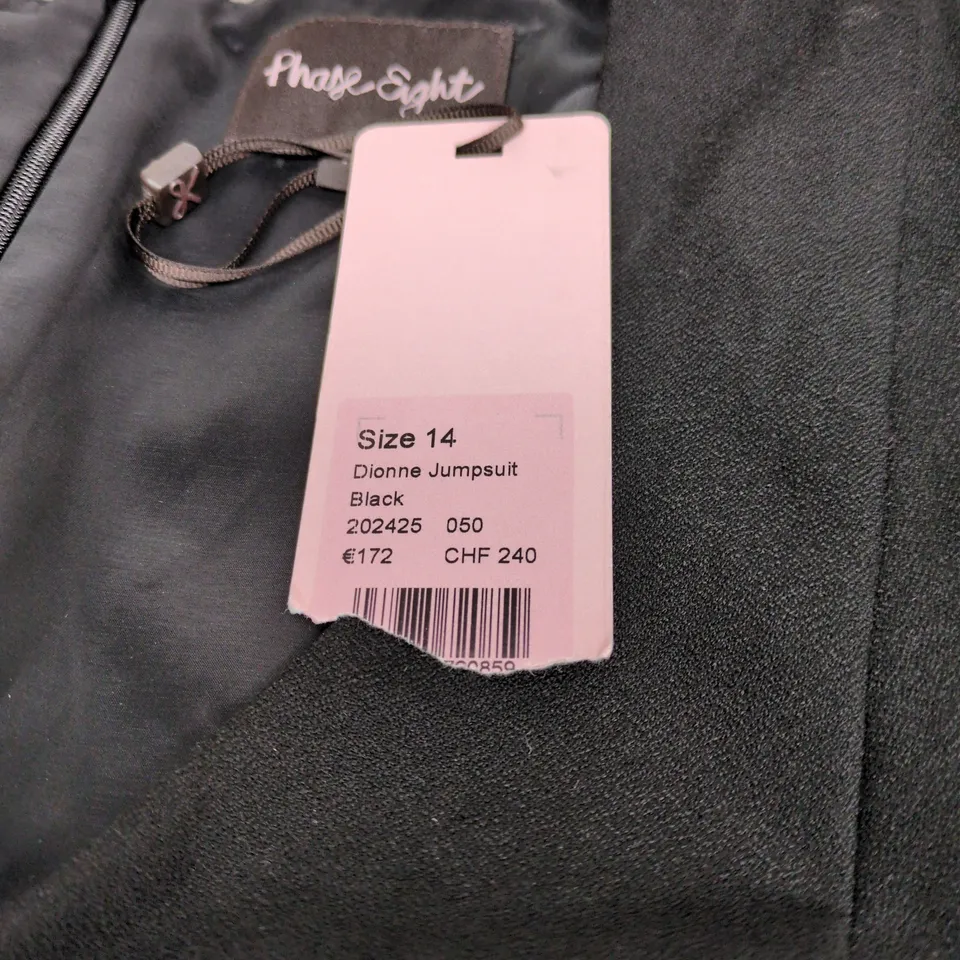 Phase Eight
Size 14
Dionne Jumpsuit
Black
202425 050
€172 CHF 240